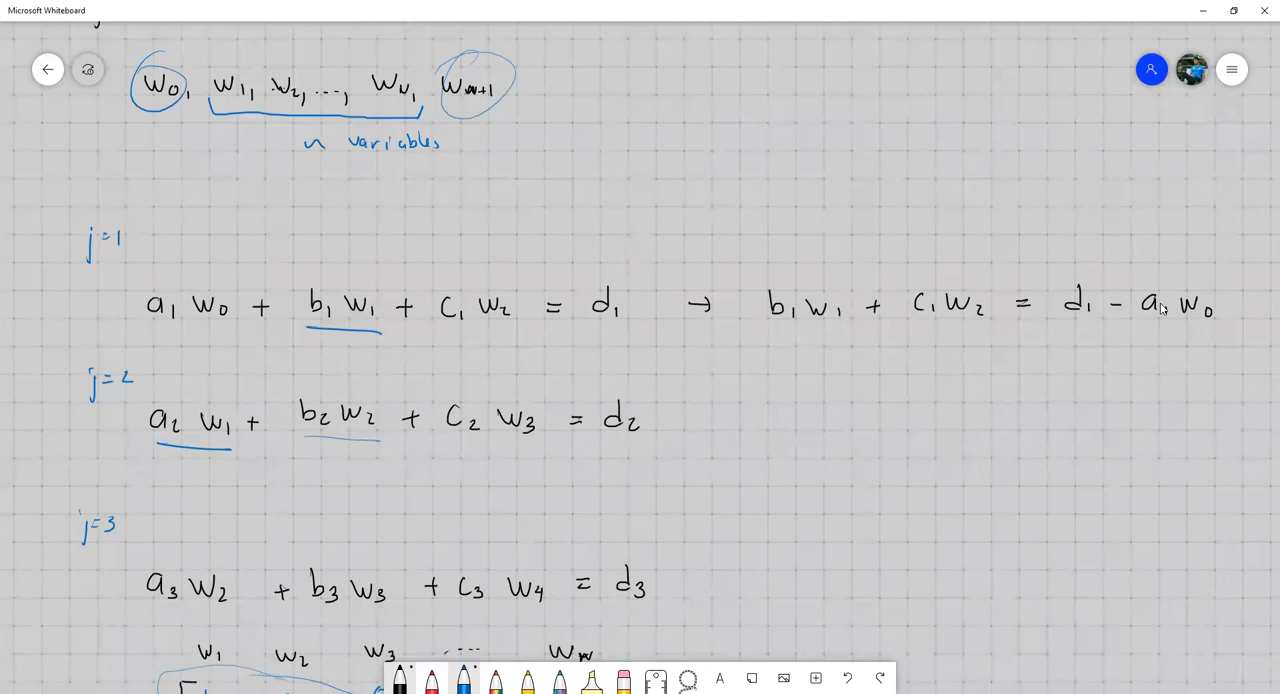 Microsoft Whiteboard
w0, w1, w2, ..., wN, wn+1
n variables
j=1
a1 w0 + b1 w1 + c1 w2 = d1 → b1 w1 + c1 w2 = d1 - a1 w0
j=2
a2 w1 + b2 w2 + c2 w3 = d2
j=3
a3 w2 + b3 w3 + c3 w4 = d3
w1 w2 w3 ... wn